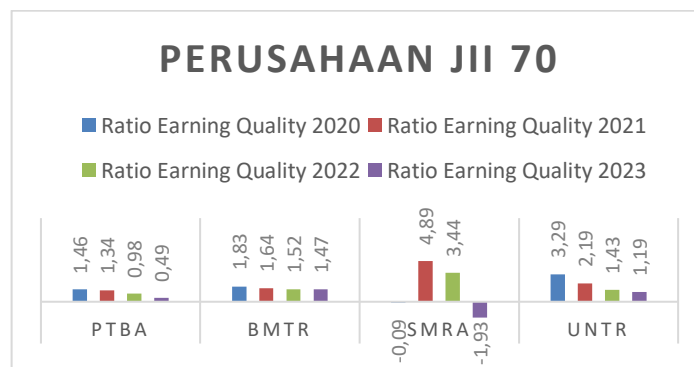 PERUSAHAAN JII 70
Ratio Earning Quality 2020 Ratio Earning Quality 2021
Ratio Earning Quality 2022 Ratio Earning Quality 2023
1,46 1,34 0,98 0,49 1,83 1,64 1,52 1,47 -0,09 4,89 3,44 -1,93 3,29 2,19 1,43 1,19
PTBA BMTR SMRA UNTR